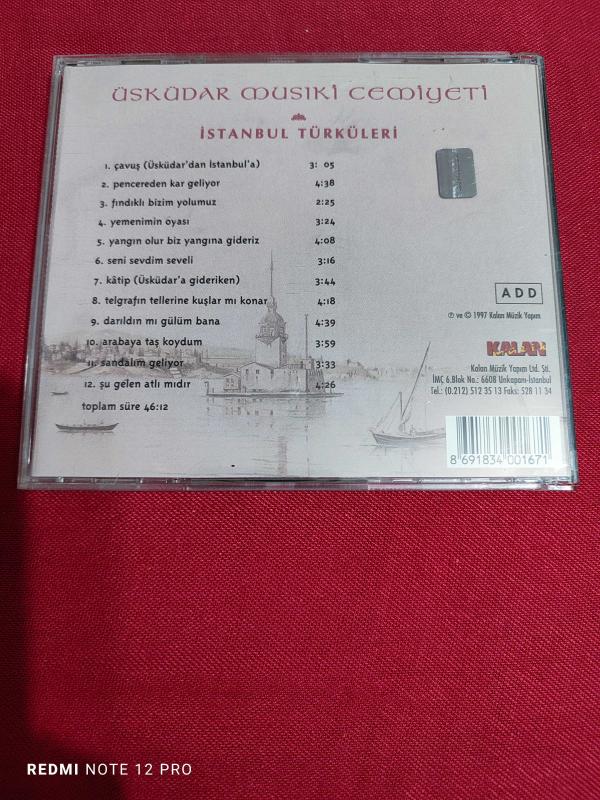 ÜSKÜDAR MUSIKİ CEMİYETİ
İSTANBUL TÜRKÜLERİ
1. çavuş (Üsküdar'dan İstanbul'a) 3: 05
2. pencereden kar geliyor 4:38
3. fındıklı bizim yolumuz 2:25
4. yemenimin oyası 3:24
5. yangın olur biz yangına gideriz 4:08
6. seni sevdim seveli 3:16
7. kâtip (Üsküdar'a gideriken) 3:44
8. telgrafın tellerine kuşlar mı konar 4:18
9. darıldın mı gülüm bana 4:39
10. arabaya taş koydum 3:59
11. sandalım geliyor 3:33
12. şu gelen atlı mıdır 4:26
toplam süre 46:12
ADD
℗ ve © 1997 Kalan Müzik Yapım
KALAN
Kalan Müzik Yapım Ltd. Şti.
İMÇ 6.Blok No.: 6608 Unkapanı-İstanbul
Tel.: (0.212) 512 35 13 Faks: 528 11 34
8 691834 001671
REDMI NOTE 12 PRO